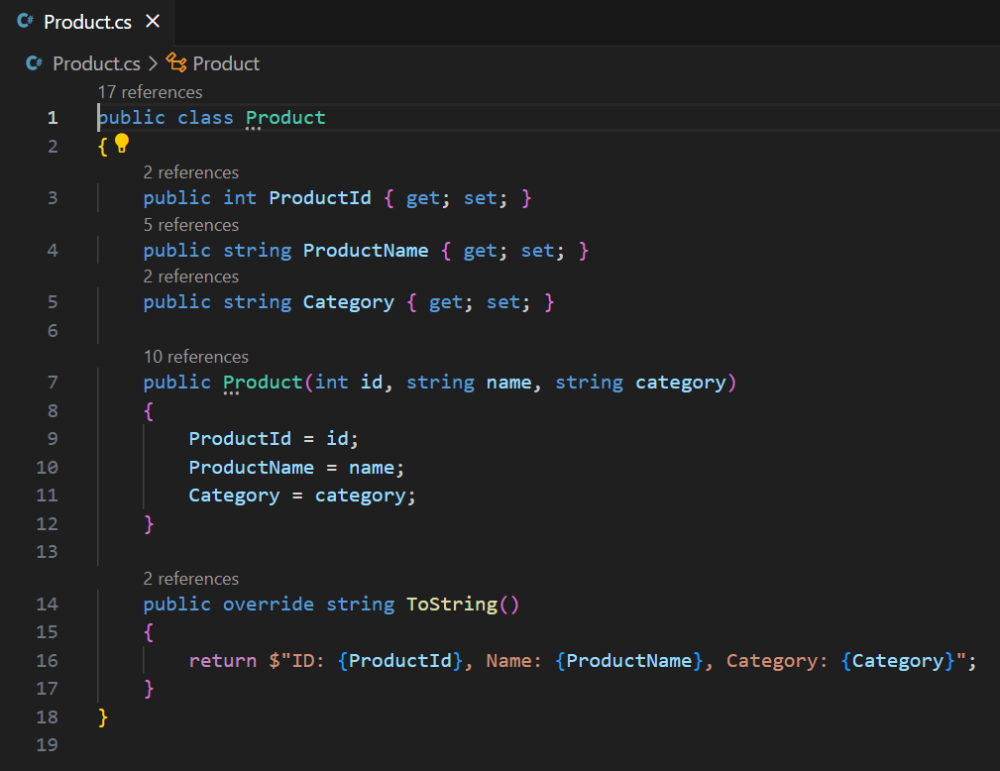 C# Product.cs ×
C# Product.cs > Product
17 references
1 public class Product
2 {
2 references
3     public int ProductId { get; set; }
5 references
4     public string ProductName { get; set; }
2 references
5     public string Category { get; set; }
6
10 references
7     public Product(int id, string name, string category)
8     {
9         ProductId = id;
10         ProductName = name;
11         Category = category;
12     }
13
2 references
14     public override string ToString()
15     {
16         return $"ID: {ProductId}, Name: {ProductName}, Category: {Category}";
17     }
18 }
19